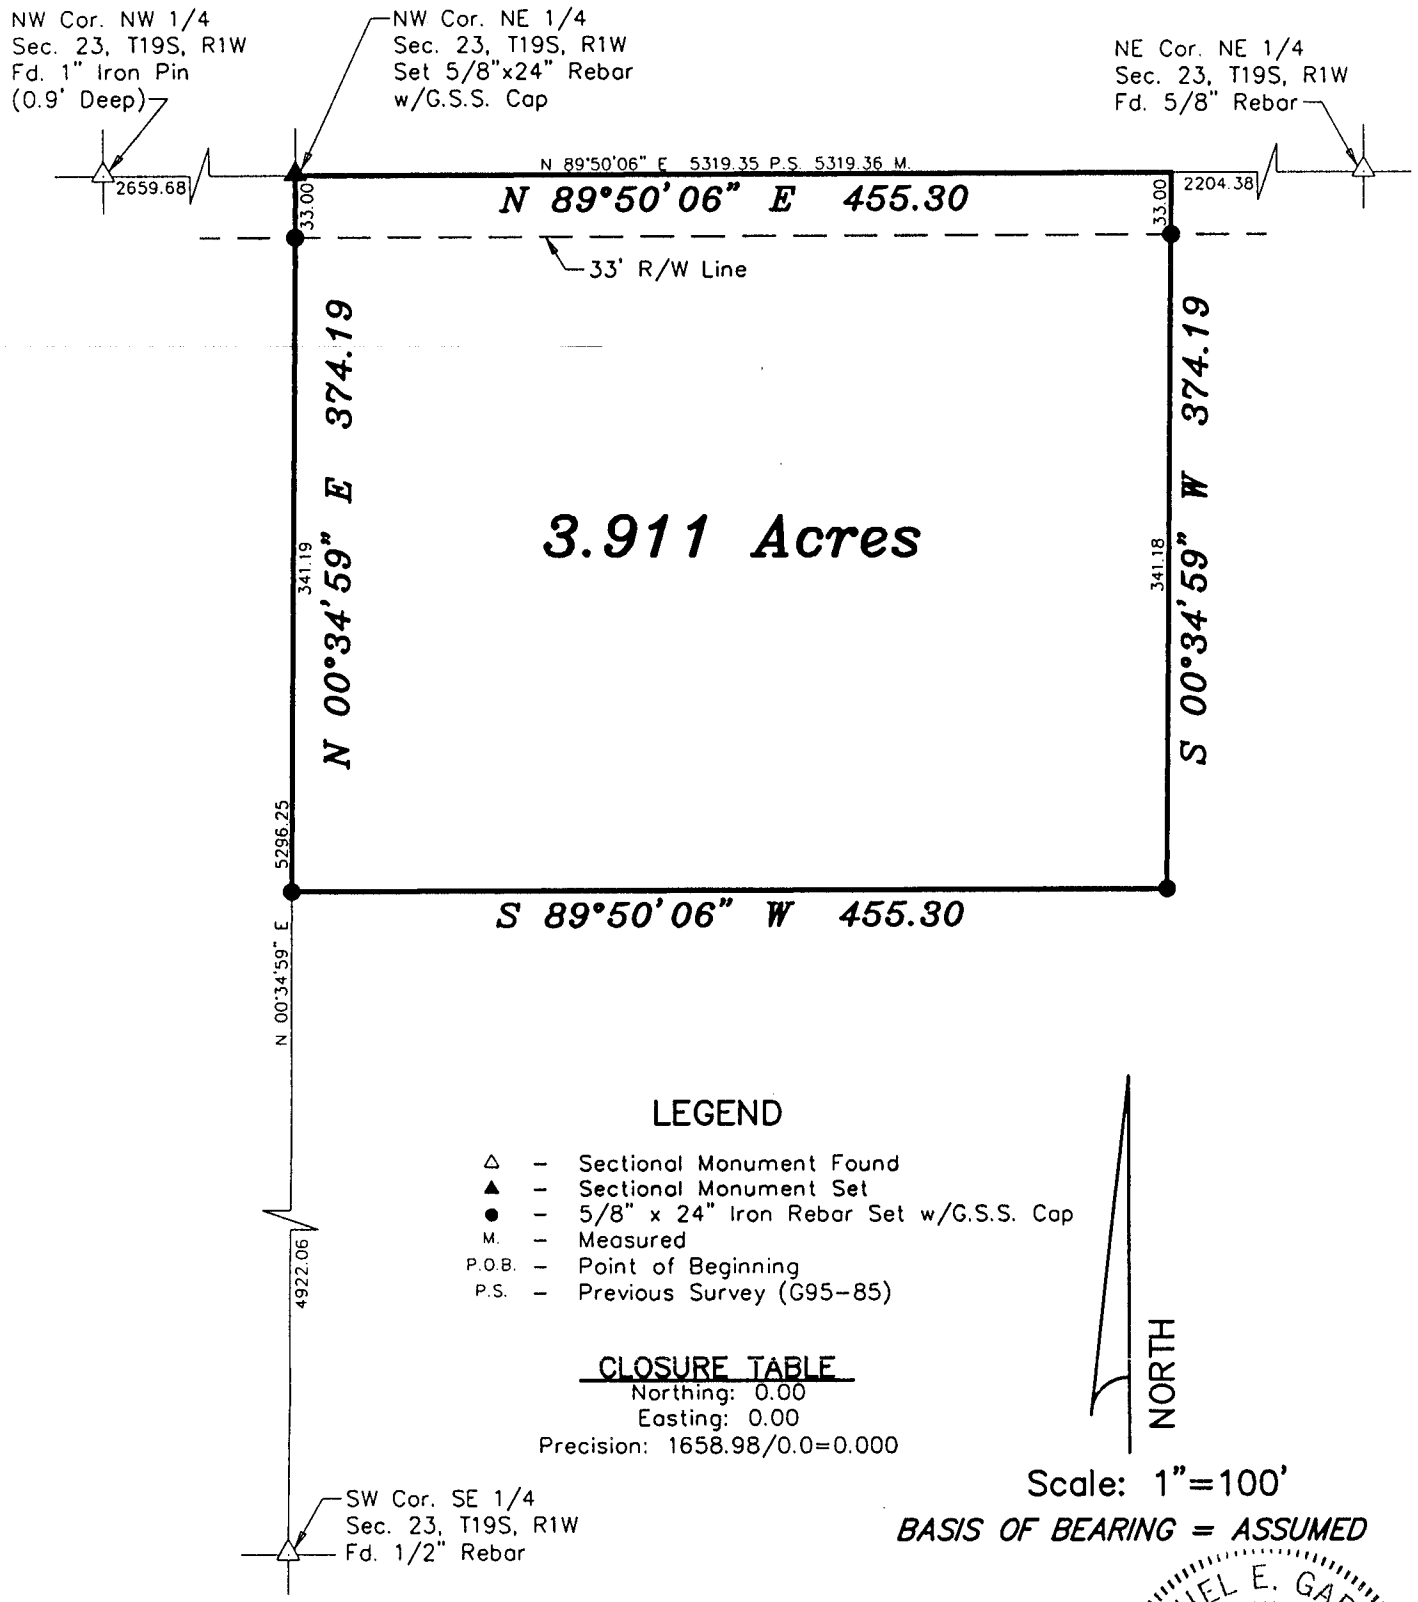 NW Cor. NW 1/4
Sec. 23, T19S, R1W
Fd. 1" Iron Pin
(0.9' Deep)
NW Cor. NE 1/4
Sec. 23, T19S, R1W
Set 5/8"x24" Rebar
w/G.S.S. Cap
NE Cor. NE 1/4
Sec. 23, T19S, R1W
Fd. 5/8" Rebar
N 89°50'06" E 5319.35 P.S. 5319.36 M.
2659.68
33.00
N 89°50'06" E 455.30
33.00
2204.38
33' R/W Line
N 00°34'59" E 374.19
341.19
3.911 Acres
341.18
S 00°34'59" W 374.19
N 00°34'59" E 5296.25
S 89°50'06" W 455.30
4922.06
LEGEND
△ - Sectional Monument Found
▲ - Sectional Monument Set
● - 5/8" x 24" Iron Rebar Set w/G.S.S. Cap
M. - Measured
P.O.B. - Point of Beginning
P.S. - Previous Survey (G95-85)
CLOSURE TABLE
Northing: 0.00
Easting: 0.00
Precision: 1658.98/0.0=0.000
NORTH
Scale: 1"=100'
BASIS OF BEARING = ASSUMED
SW Cor. SE 1/4
Sec. 23, T19S, R1W
Fd. 1/2" Rebar
E.